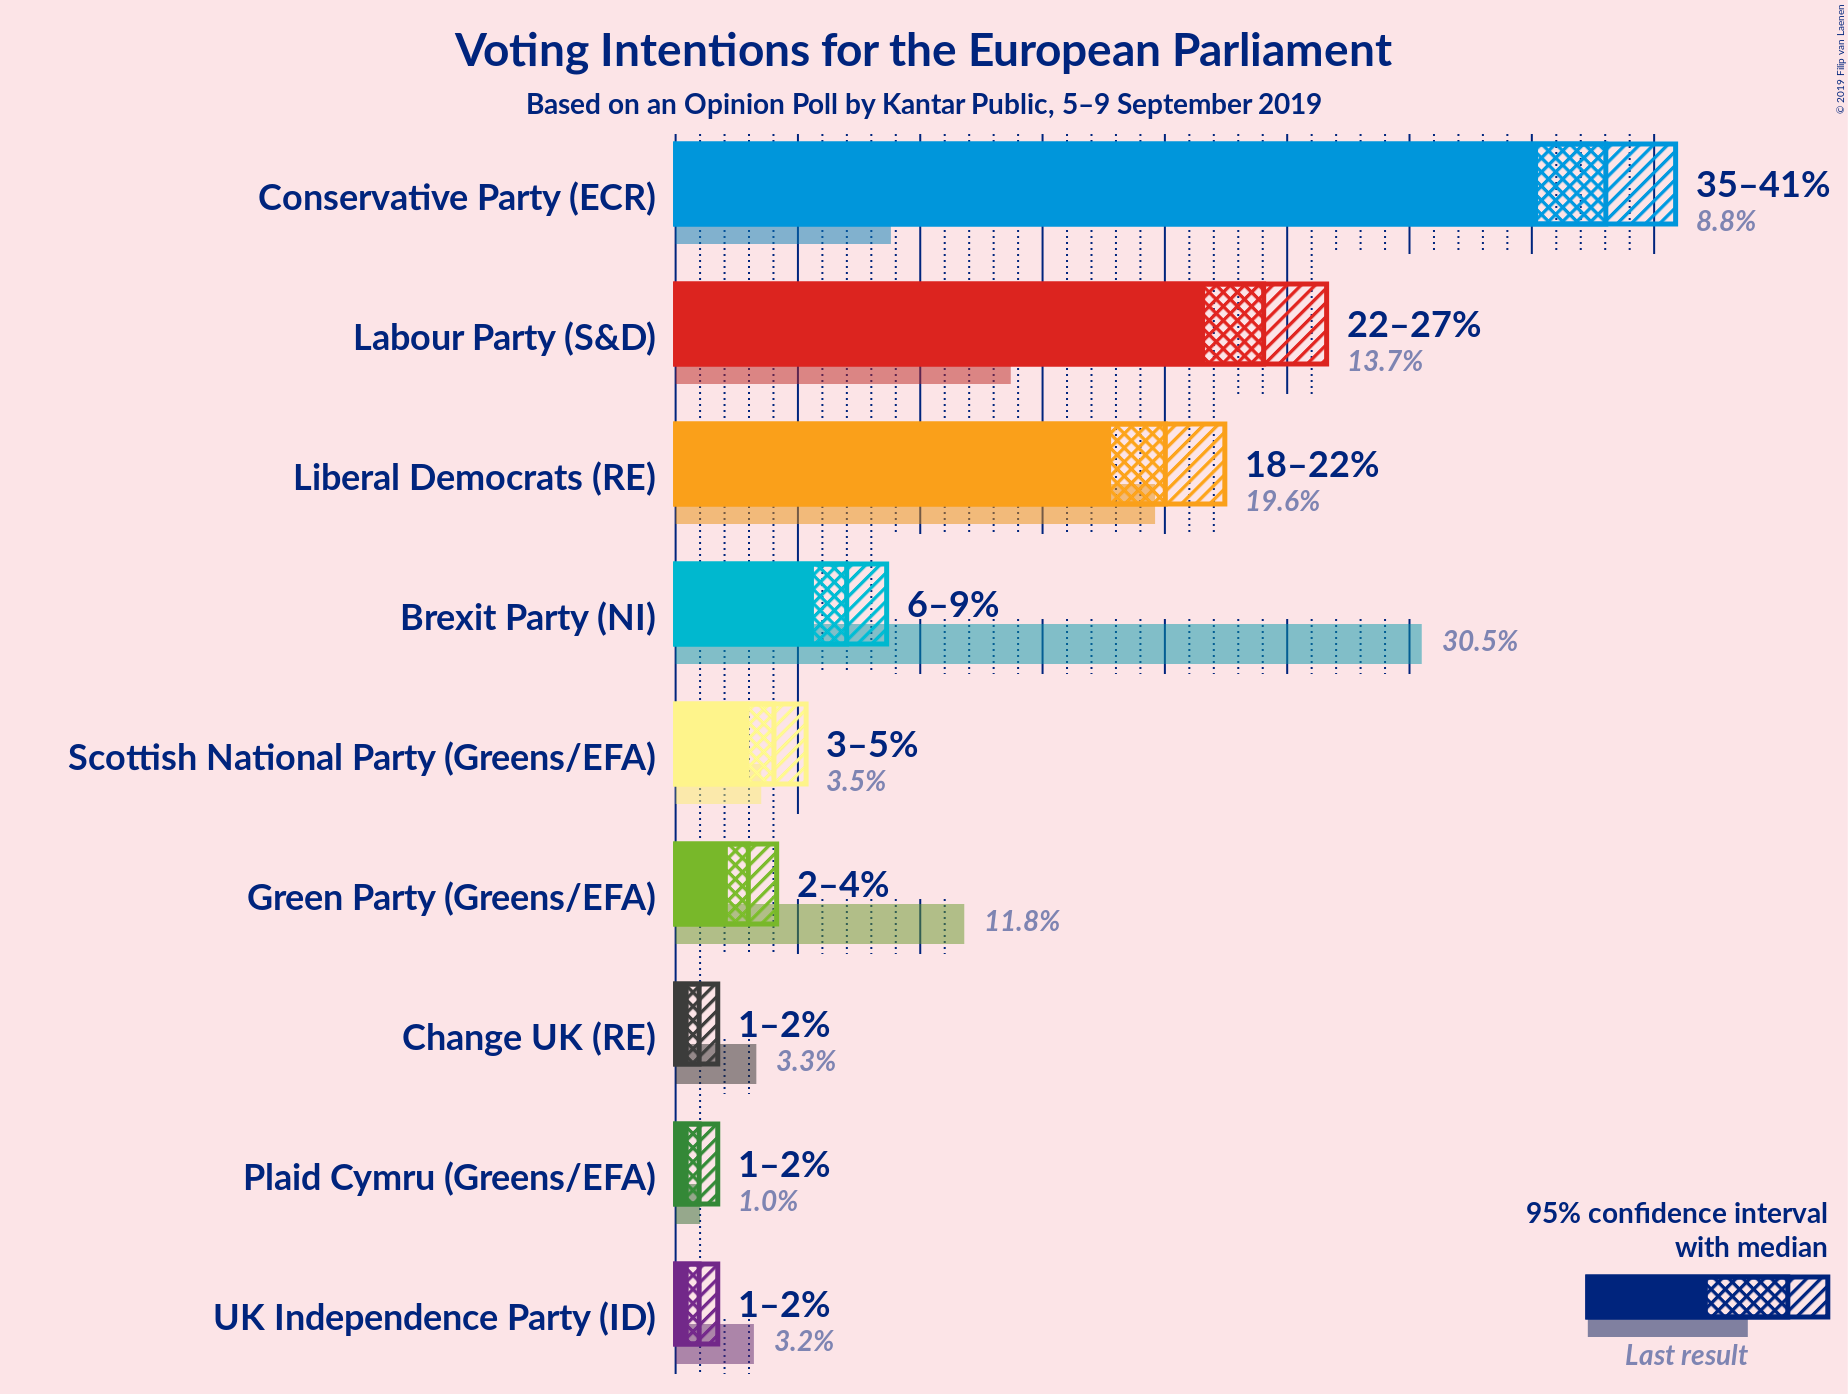 Voting Intentions for the European Parliament
Based on an Opinion Poll by Kantar Public, 5–9 September 2019
© 2019 Filip van Laenen
Conservative Party (ECR)
35–41%
8.8%
Labour Party (S&D)
22–27%
13.7%
Liberal Democrats (RE)
18–22%
19.6%
Brexit Party (NI)
6–9%
30.5%
Scottish National Party (Greens/EFA)
3–5%
3.5%
Green Party (Greens/EFA)
2–4%
11.8%
Change UK (RE)
1–2%
3.3%
Plaid Cymru (Greens/EFA)
1–2%
1.0%
UK Independence Party (ID)
1–2%
3.2%
95% confidence interval
with median
Last result